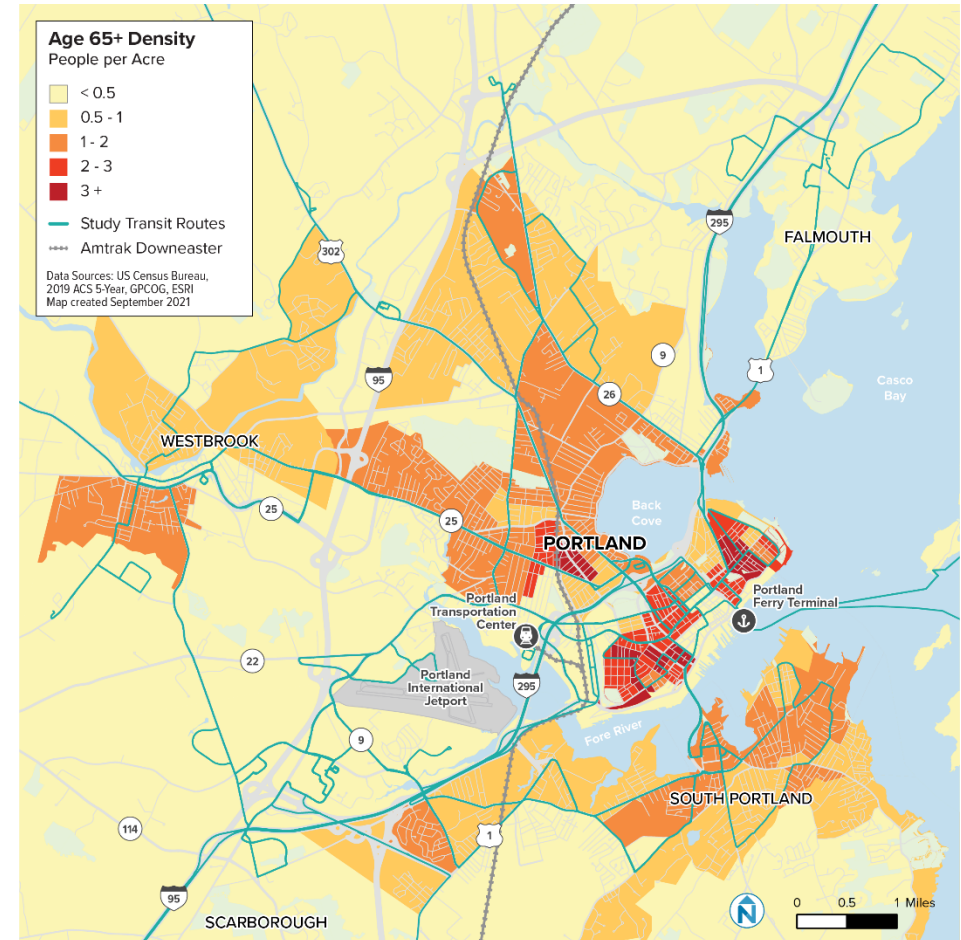 Age 65+ Density
People per Acre
< 0.5
0.5 - 1
1 - 2
2 - 3
3 +
Study Transit Routes
Amtrak Downeaster
Data Sources: US Census Bureau,
2019 ACS 5-Year, GPCOG, ESRI
Map created September 2021
295
FALMOUTH
302
9
1
95
Casco
Bay
26
WESTBROOK
Back
Cove
25
25
PORTLAND
Portland
Ferry Terminal
Portland
Transportation
Center
22
Portland
International
Jetport
295
Fore River
9
SOUTH PORTLAND
114
1
95
SCARBOROUGH
N
0 0.5 1 Miles